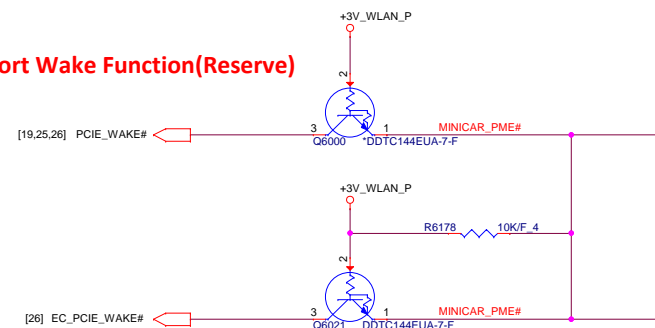 +3V_WLAN_P
ort Wake Function(Reserve)
2
[19,25,26] PCIE_WAKE#
3
1
MINICAR_PME#
Q6000
*DDTC144EUA-7-F
+3V_WLAN_P
R6178
10K/F_4
2
[26] EC_PCIE_WAKE#
3
1
MINICAR_PME#
Q6021
DDTC144EUA-7-F